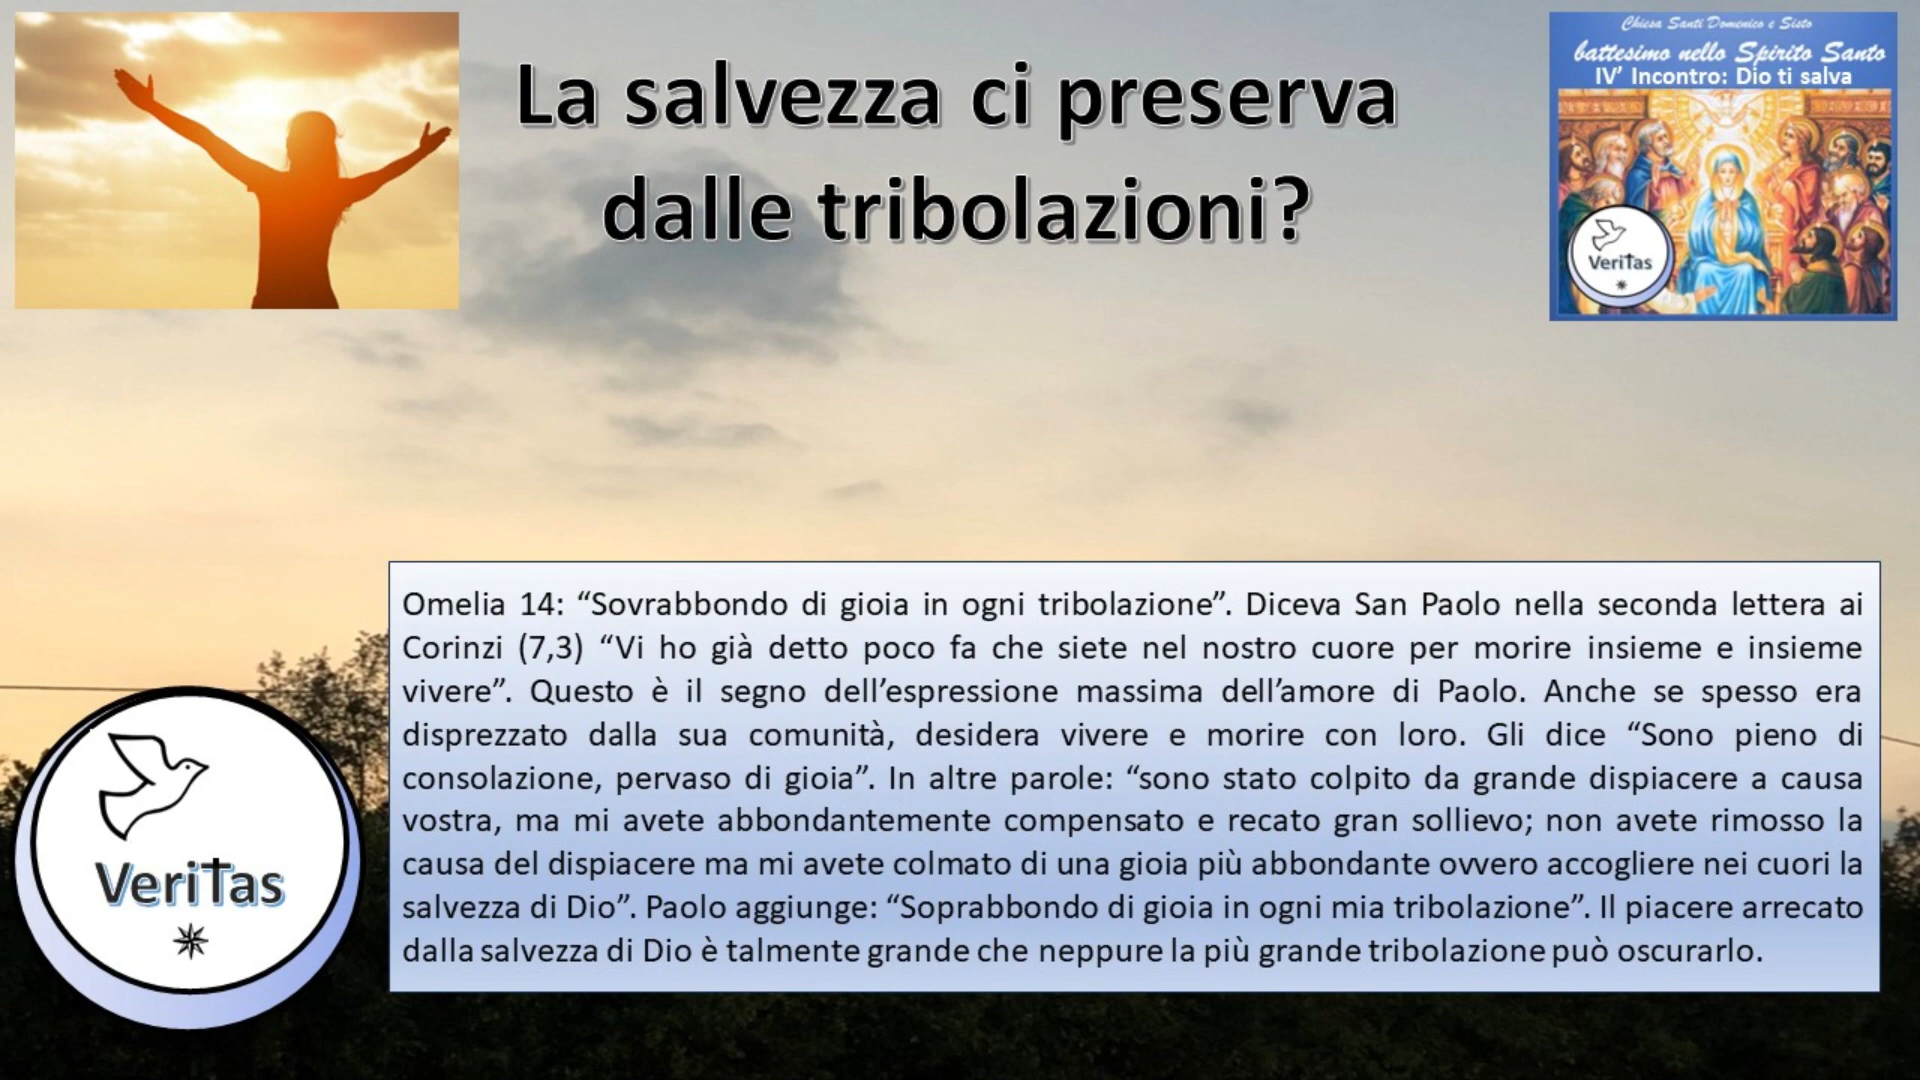 La salvezza ci preserva
dalle tribolazioni?
Chiesa Santi Domenico e Sisto
battesimo nello Spirito Santo
IV' Incontro: Dio ti salva
VeriTas
Omelia 14: “Sovrabbondo di gioia in ogni tribolazione”. Diceva San Paolo nella seconda lettera ai
Corinzi (7,3) “Vi ho già detto poco fa che siete nel nostro cuore per morire insieme e insieme
vivere”. Questo è il segno dell’espressione massima dell’amore di Paolo. Anche se spesso era
disprezzato dalla sua comunità, desidera vivere e morire con loro. Gli dice “Sono pieno di
consolazione, pervaso di gioia”. In altre parole: “sono stato colpito da grande dispiacere a causa
vostra, ma mi avete abbondantemente compensato e recato gran sollievo; non avete rimosso la
causa del dispiacere ma mi avete colmato di una gioia più abbondante ovvero accogliere nei cuori la
salvezza di Dio”. Paolo aggiunge: “Soprabbondo di gioia in ogni mia tribolazione”. Il piacere arrecato
dalla salvezza di Dio è talmente grande che neppure la più grande tribolazione può oscurarlo.
VeriTas